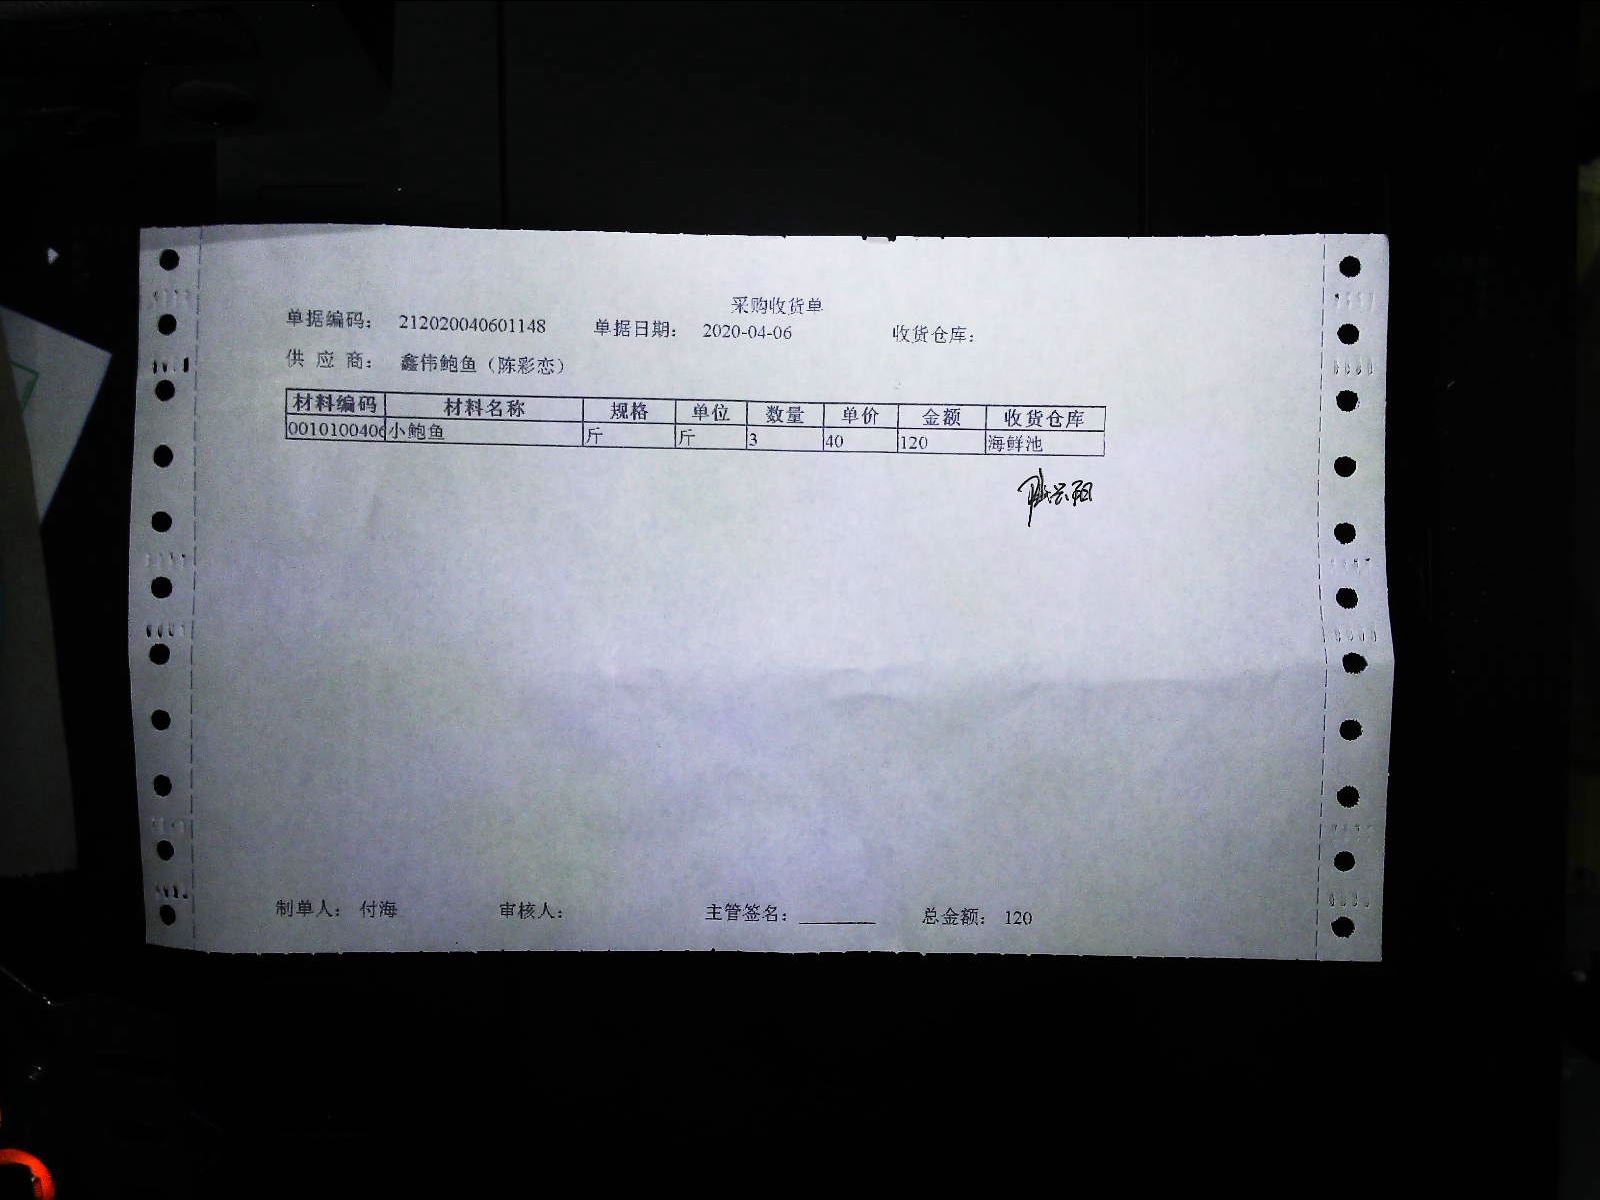 采购收货单
单据编码： 212020040601148 单据日期： 2020-04-06 收货仓库：
供 应 商： 鑫伟鲍鱼（陈彩恋）
材料编码 材料名称 规格 单位 数量 单价 金额 收货仓库
0010100406 小鲍鱼 斤 斤 3 40 120 海鲜池
制单人： 付海 审核人： 主管签名： 总金额： 120